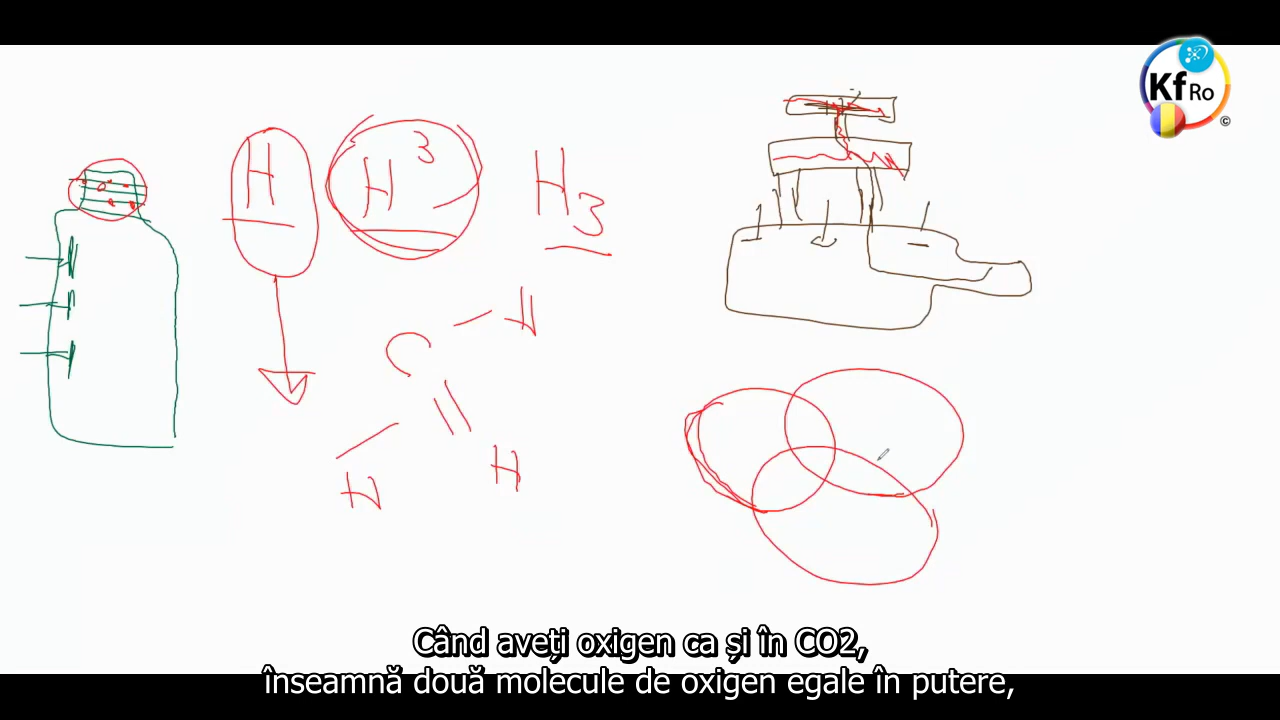 Kf Ro
©
H H³ H₃
C H
H H
Când aveți oxigen ca și în CO2,
înseamnă două molecule de oxigen egale în putere,